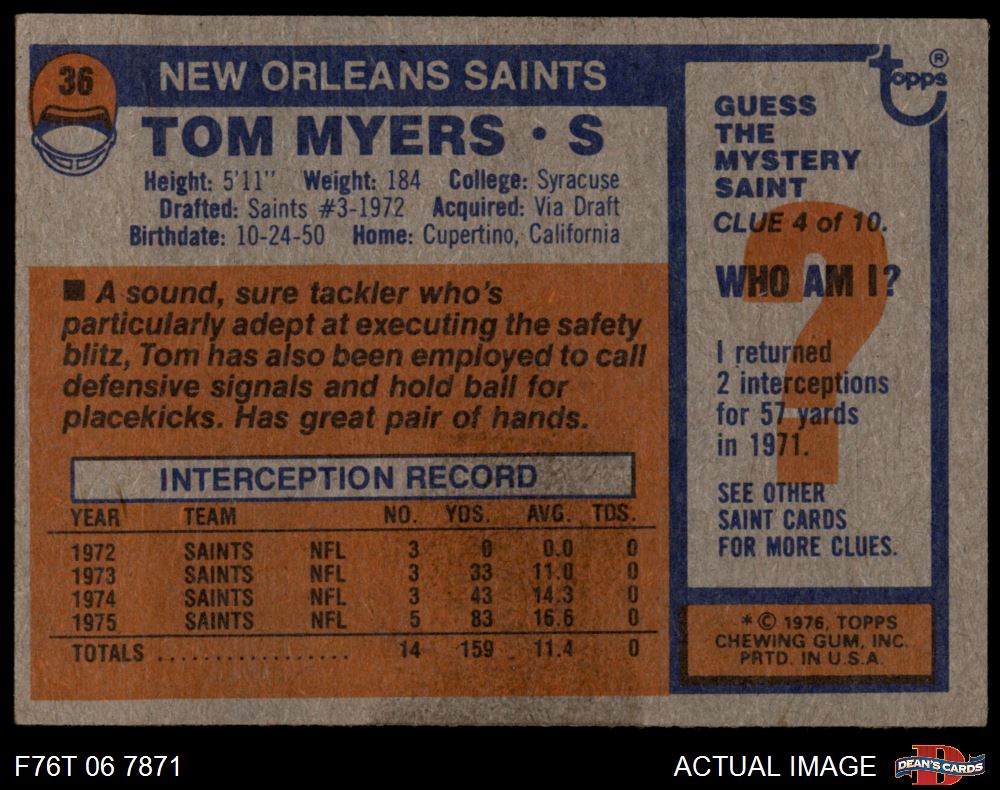 36
NEW ORLEANS SAINTS
TOM MYERS • S
Height: 5'11" Weight: 184 College: Syracuse
Drafted: Saints #3-1972 Acquired: Via Draft
Birthdate: 10-24-50 Home: Cupertino, California
■ A sound, sure tackler who's
particularly adept at executing the safety
blitz, Tom has also been employed to call
defensive signals and hold ball for
placekicks. Has great pair of hands.
INTERCEPTION RECORD
YEAR TEAM NO. YDS. AVG. TDS.
1972 SAINTS NFL 3 0 0.0 0
1973 SAINTS NFL 3 33 11.0 0
1974 SAINTS NFL 3 43 14.3 0
1975 SAINTS NFL 5 83 16.6 0
TOTALS .................. 14 159 11.4 0
topps ®
GUESS
THE
MYSTERY
SAINT
CLUE 4 of 10.
WHO AM I?
?
I returned
2 interceptions
for 57 yards
in 1971.
SEE OTHER
SAINT CARDS
FOR MORE CLUES.
* © 1976, TOPPS
CHEWING GUM, INC.
PRTD. IN U.S.A.
F76T 06 7871
ACTUAL IMAGE
D
DEAN'S CARDS